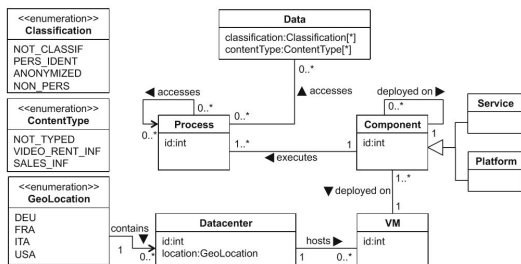 <<enumeration>>
Classification
NOT_CLASSIF
PERS_IDENT
ANONYMIZED
NON_PERS
<<enumeration>>
ContentType
NOT_TYPED
VIDEO_RENT_INF
SALES_INF
<<enumeration>>
GeoLocation
DEU
FRA
ITA
USA
Data
classification:Classification[*]
contentType:ContentType[*]
0..*
◀ accesses
▲ accesses
deployed on ▶
0..*
0..*
0..*
0..*
Process
id:int
1..*
◀ executes
1
Component
id:int
1
1
Service
Platform
1..*
▼ deployed on
1
contains
▼
1
0..*
Datacenter
id:int
location:GeoLocation
hosts ▶
1
0..*
VM
id:int